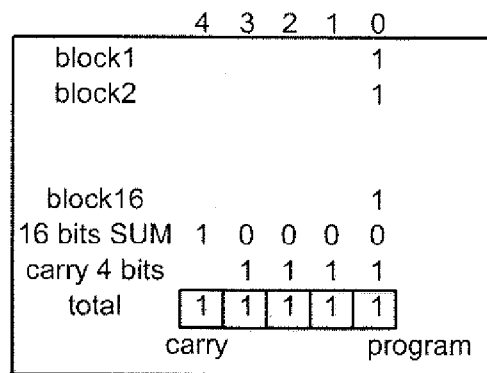 4 3 2 1 0
block1 1
block2 1
block16 1
16 bits SUM 1 0 0 0 0
carry 4 bits 1 1 1 1
total 1 1 1 1 1
carry program